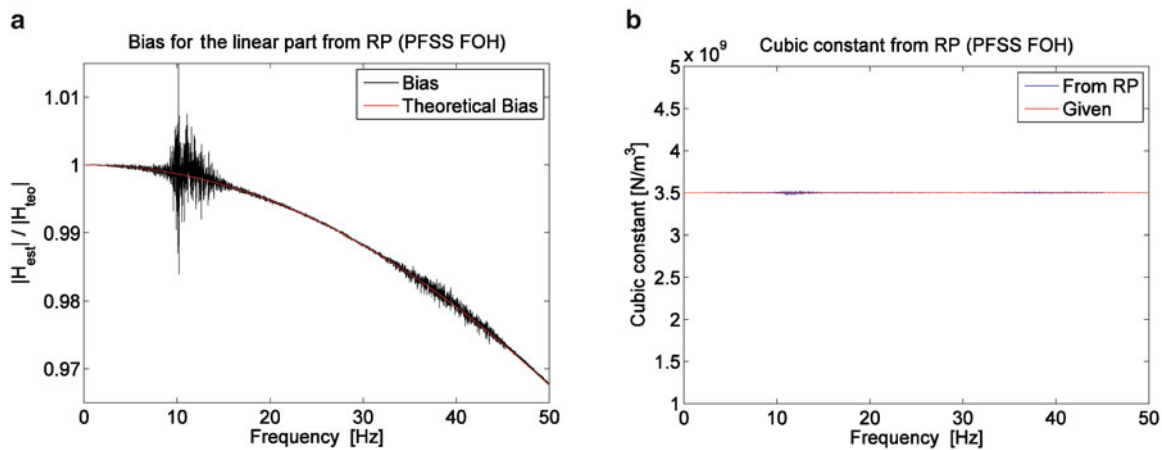 a
Bias for the linear part from RP (PFSS FOH)
Bias
Theoretical Bias
1.01
1
0.99
0.98
0.97
|H_est| / |H_teo|
0 10 20 30 40 50
Frequency [Hz]
b
Cubic constant from RP (PFSS FOH)
x 10^9
From RP
Given
5
4.5
4
3.5
3
2.5
2
1.5
1
Cubic constant [N/m^3]
0 10 20 30 40 50
Frequency [Hz]